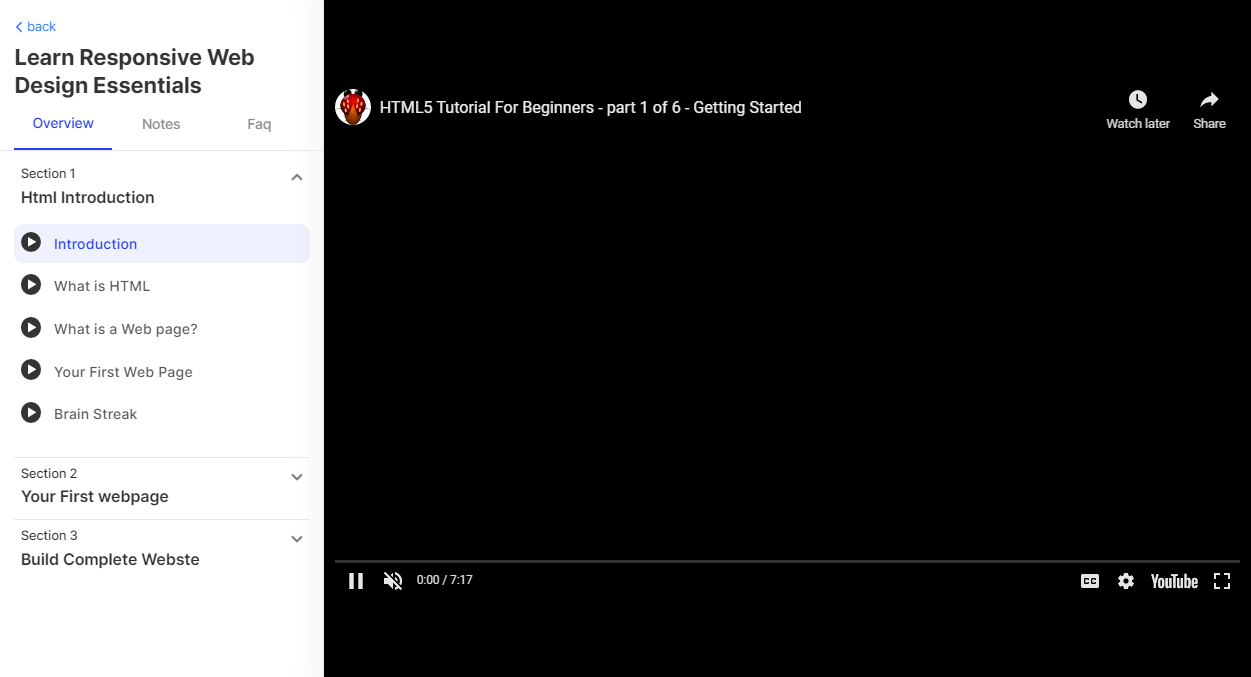 back
Learn Responsive Web
Design Essentials
Overview Notes Faq
Section 1
Html Introduction
Introduction
What is HTML
What is a Web page?
Your First Web Page
Brain Streak
Section 2
Your First webpage
Section 3
Build Complete Webste
HTML5 Tutorial For Beginners - part 1 of 6 - Getting Started
Watch later Share
0:00 / 7:17
CC YouTube